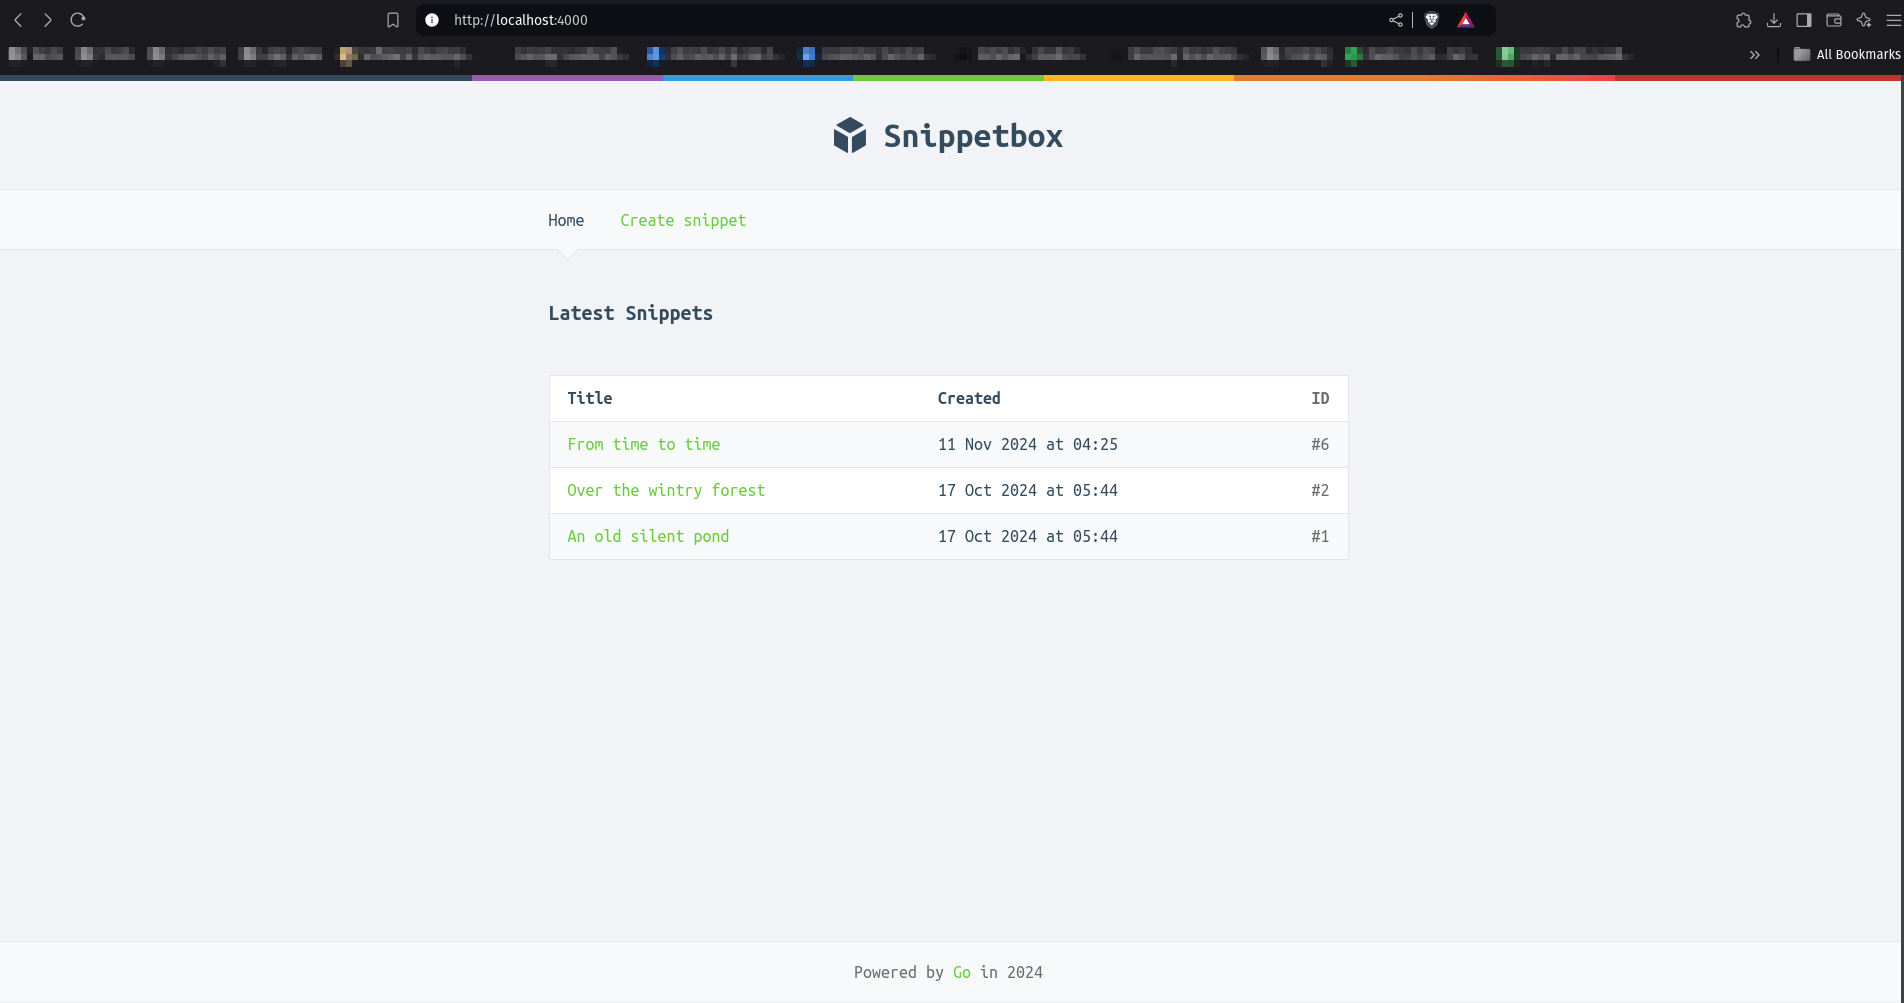 http://localhost:4000
All Bookmarks
Snippetbox
Home Create snippet
Latest Snippets
Title Created ID
From time to time 11 Nov 2024 at 04:25 #6
Over the wintry forest 17 Oct 2024 at 05:44 #2
An old silent pond 17 Oct 2024 at 05:44 #1
Powered by Go in 2024